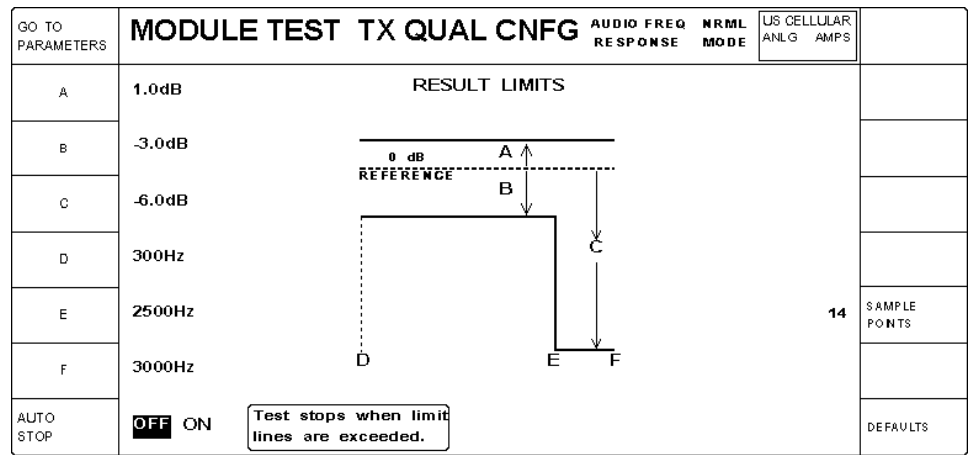 GO TO
PARAMETERS
MODULE TEST TX QUAL CNFG
AUDIO FREQ
RESPONSE
NRML
MODE
US CELLULAR
ANLG AMPS
RESULT LIMITS
A 1.0dB
B -3.0dB
C -6.0dB
D 300Hz
E 2500Hz
F 3000Hz
0 dB
REFERENCE
A
B
C
D E F
14 SAMPLE
POINTS
AUTO
STOP
OFF ON
Test stops when limit
lines are exceeded.
DEFAULTS